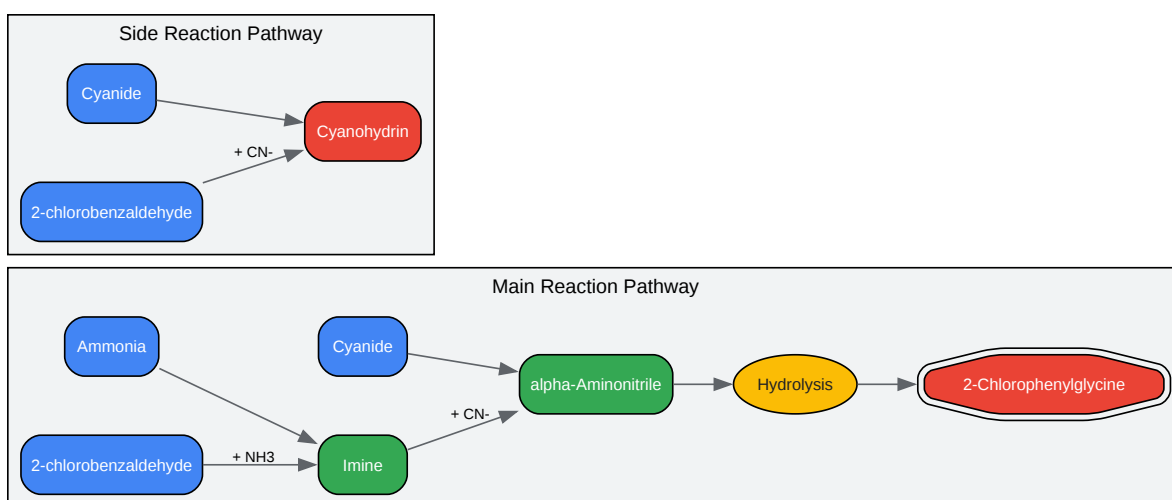 Side Reaction Pathway
Cyanide
Cyanohydrin
+ CN-
2-chlorobenzaldehyde
Main Reaction Pathway
Ammonia
Cyanide
alpha-Aminonitrile
Hydrolysis
2-Chlorophenylglycine
+ CN-
2-chlorobenzaldehyde
+ NH3
Imine